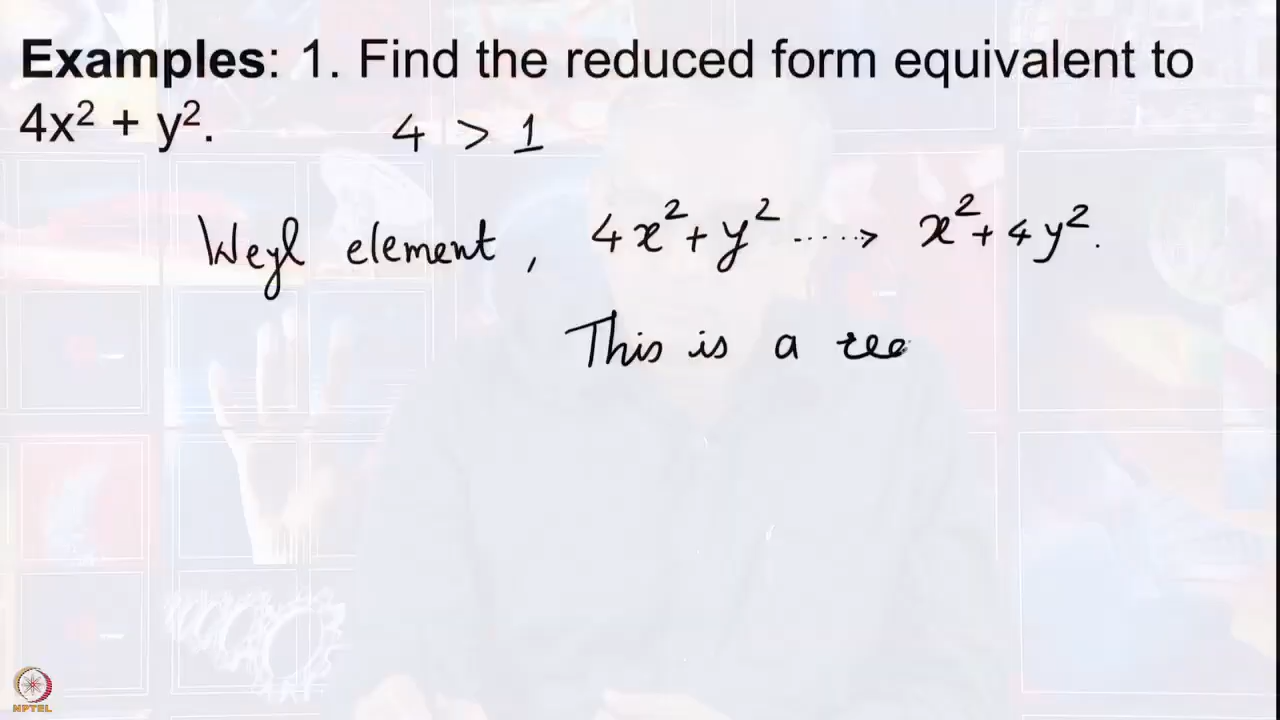 Examples: 1. Find the reduced form equivalent to
4x² + y². 4 > 1
Weyl element, 4x² + y² ·····> x² + 4y².
This is a
NPTEL